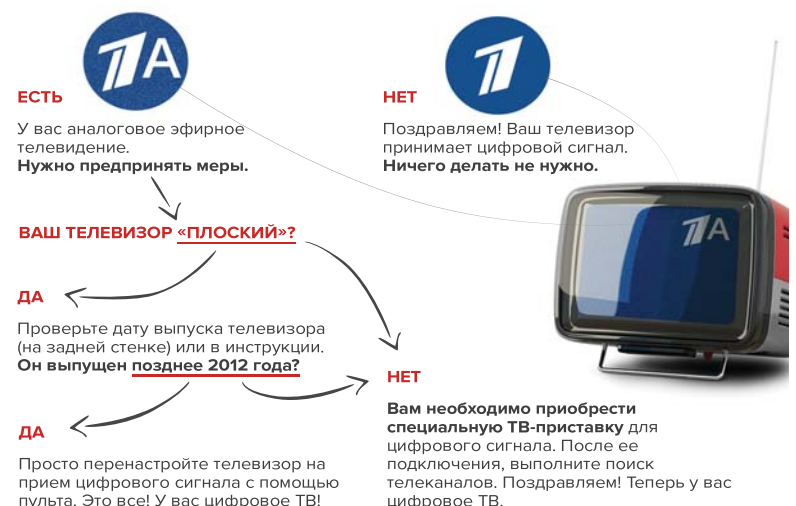 А
ЕСТЬ
У вас аналоговое эфирное
телевидение.
Нужно предпринять меры.
НЕТ
Поздравляем! Ваш телевизор
принимает цифровой сигнал.
Ничего делать не нужно.
А
ВАШ ТЕЛЕВИЗОР «ПЛОСКИЙ»?
ДА
Проверьте дату выпуска телевизора
(на задней стенке) или в инструкции.
Он выпущен позднее 2012 года?
ДА
Просто перенастройте телевизор на
прием цифрового сигнала с помощью
пульта. Это все! У вас цифровое ТВ!
НЕТ
Вам необходимо приобрести
специальную ТВ-приставку для
цифрового сигнала. После ее
подключения, выполните поиск
телеканалов. Поздравляем! Теперь у вас
цифровое ТВ.